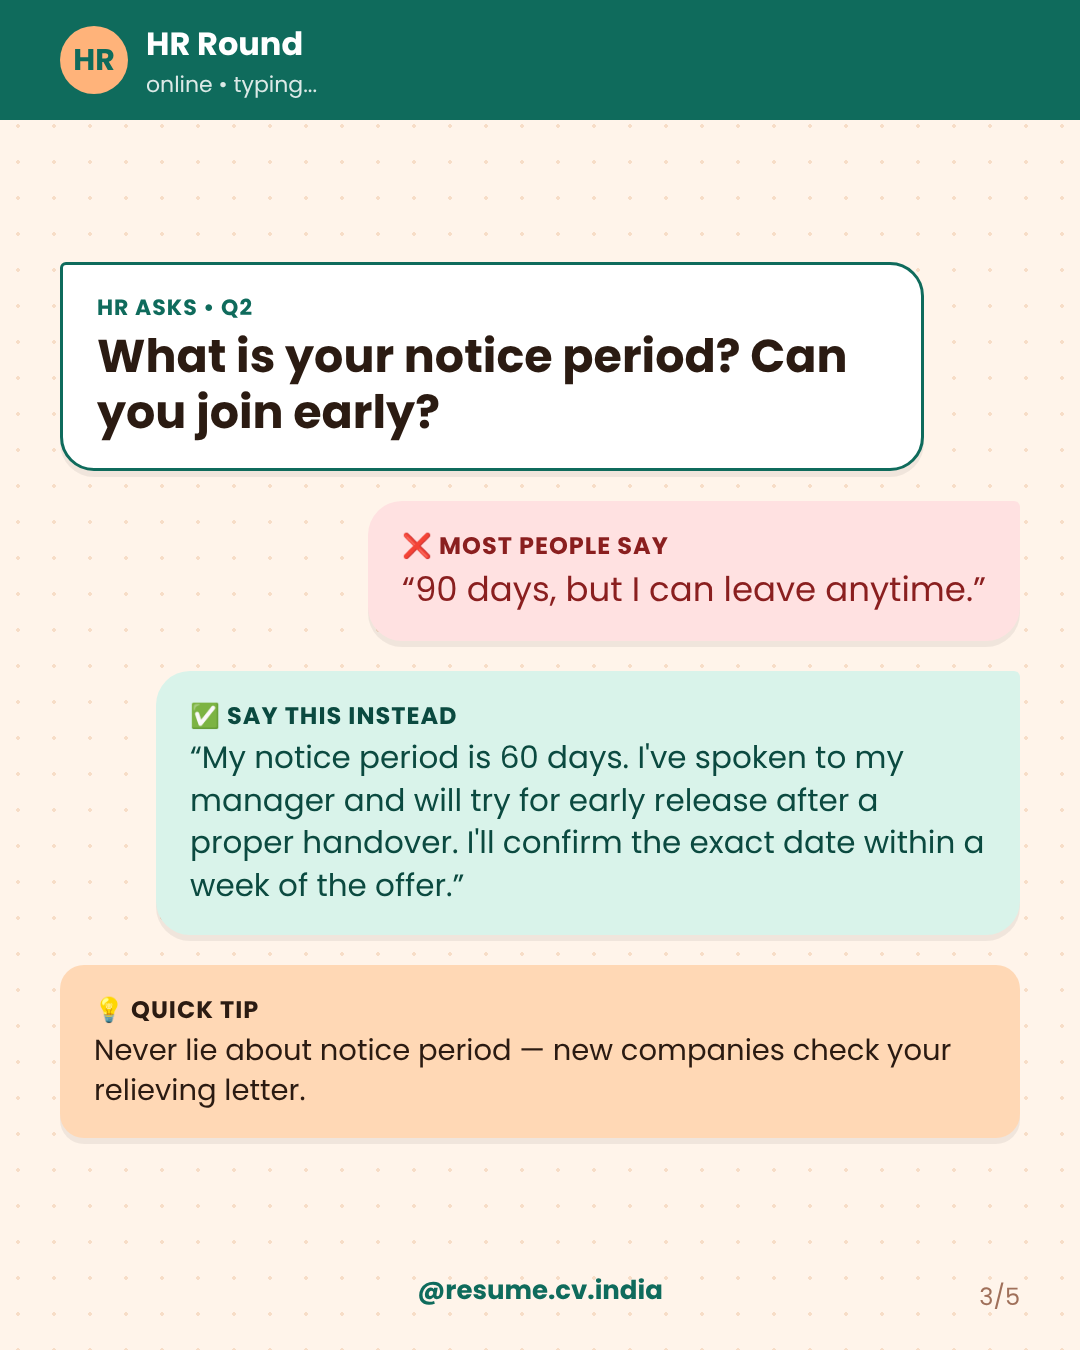 HR
HR Round
online • typing...
HR ASKS • Q2
What is your notice period? Can
you join early?
❌ MOST PEOPLE SAY
“90 days, but I can leave anytime.”
✅ SAY THIS INSTEAD
“My notice period is 60 days. I've spoken to my
manager and will try for early release after a
proper handover. I'll confirm the exact date within a
week of the offer.”
💡 QUICK TIP
Never lie about notice period — new companies check your
relieving letter.
@resume.cv.india
3/5